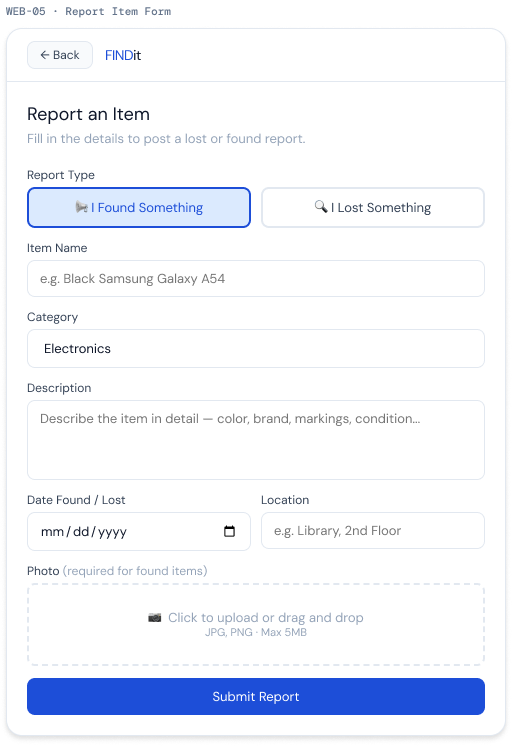 WEB-05 · Report Item Form
← Back FINDit
Report an Item
Fill in the details to post a lost or found report.
Report Type
I Found Something
I Lost Something
Item Name
e.g. Black Samsung Galaxy A54
Category
Electronics
Description
Describe the item in detail — color, brand, markings, condition...
Date Found / Lost
mm/dd/yyyy
Location
e.g. Library, 2nd Floor
Photo (required for found items)
Click to upload or drag and drop
JPG, PNG · Max 5MB
Submit Report